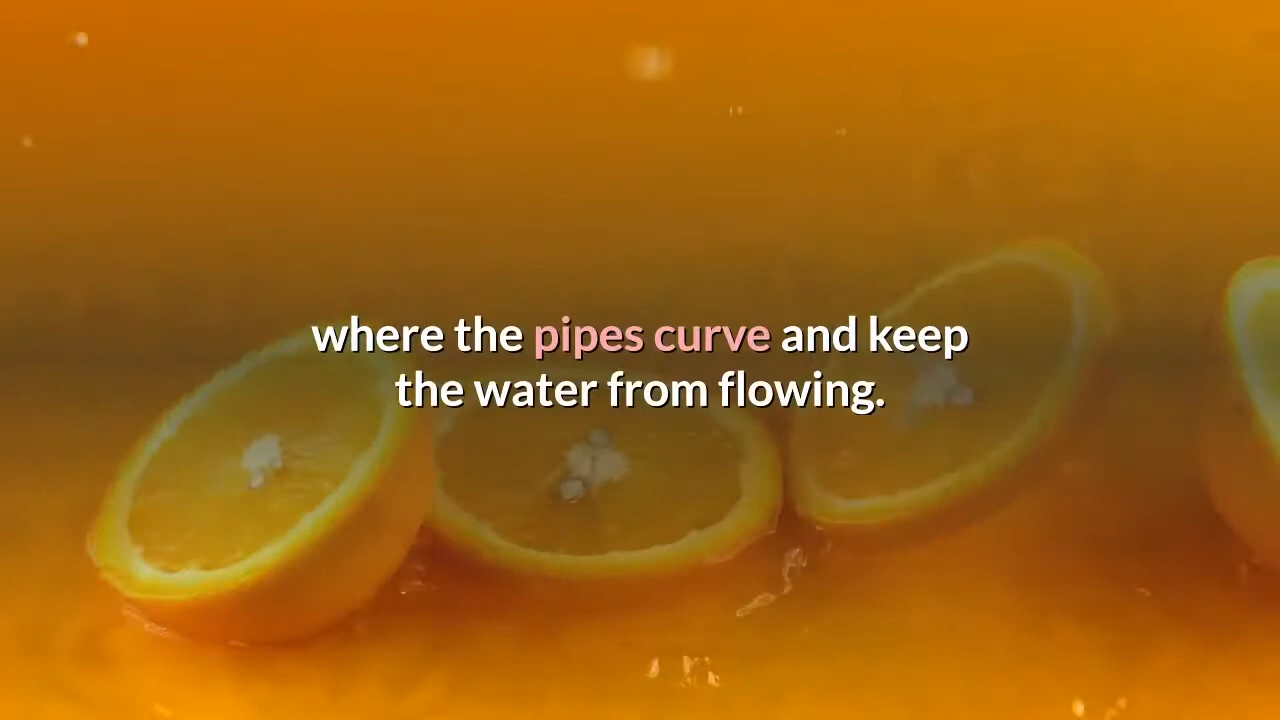 where the pipes curve and keep
the water from flowing.